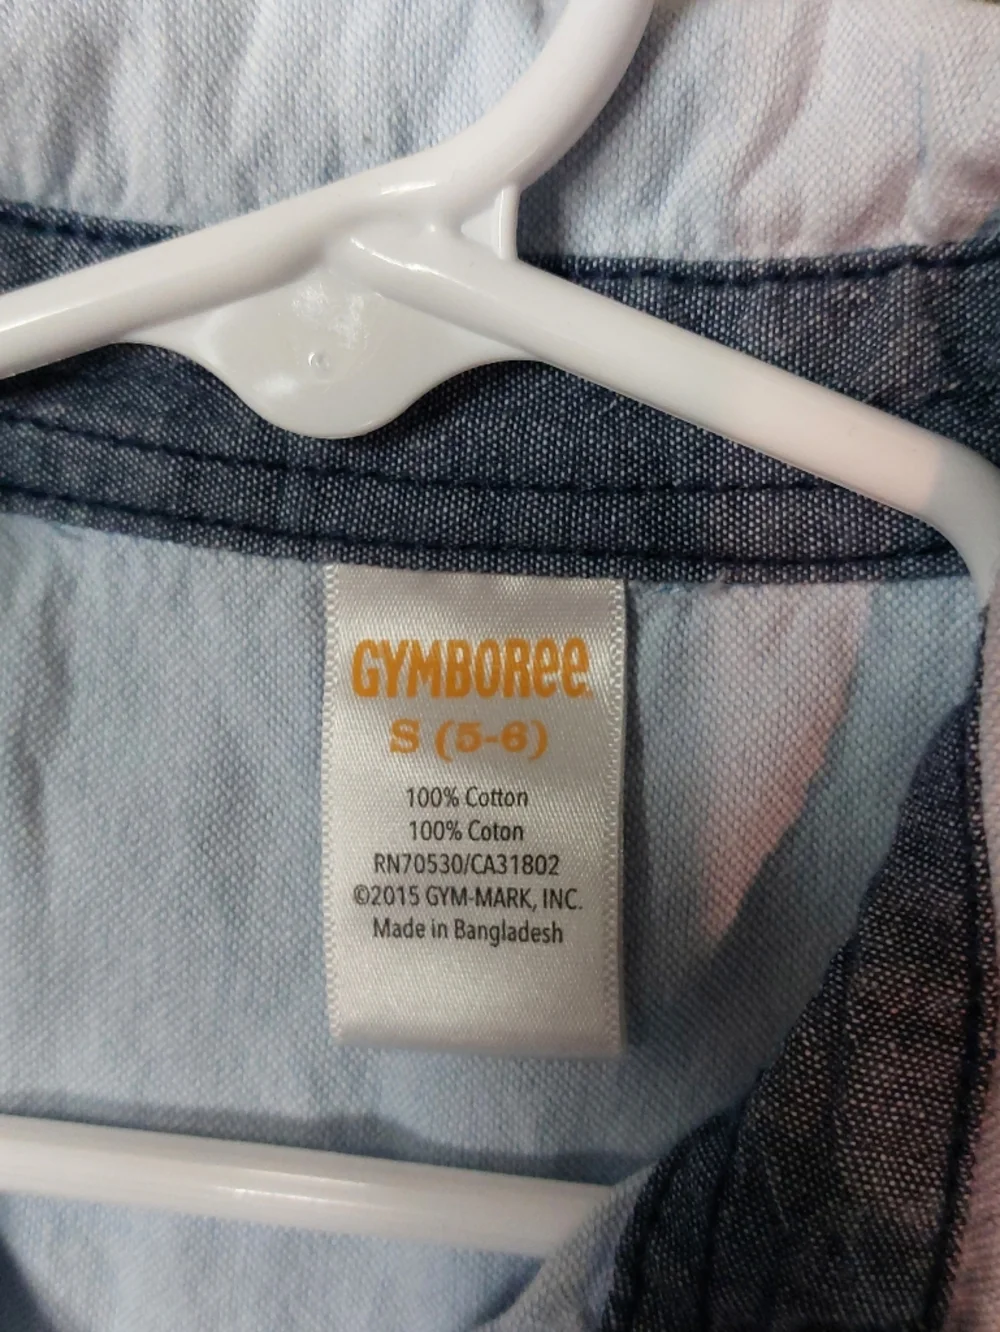 GYMBORee
S (5-6)
100% Cotton
100% Coton
RN70530/CA31802
©2015 GYM-MARK, INC.
Made in Bangladesh